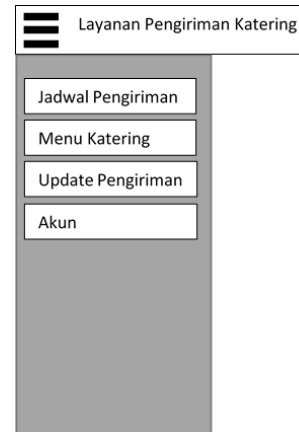 Layanan Pengiriman Katering
Jadwal Pengiriman
Menu Katering
Update Pengiriman
Akun